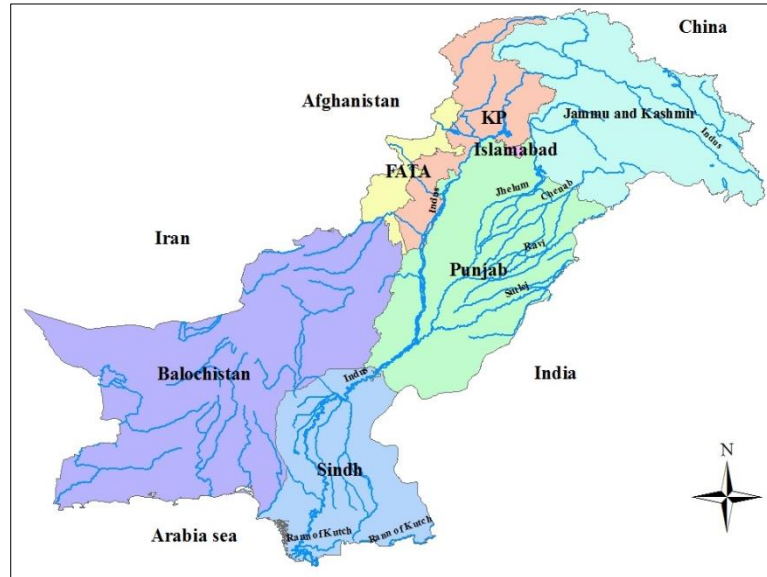 China
Afghanistan
KP
Jammu and Kashmir
Indus
Islamabad
FATA
Indus
Jhelum
Chenab
Iran
Ravi
Punjab
Sutlej
Indus
India
Balochistan
Sindh
N
Arabia sea
Rann of Kutch
Rann of Kutch